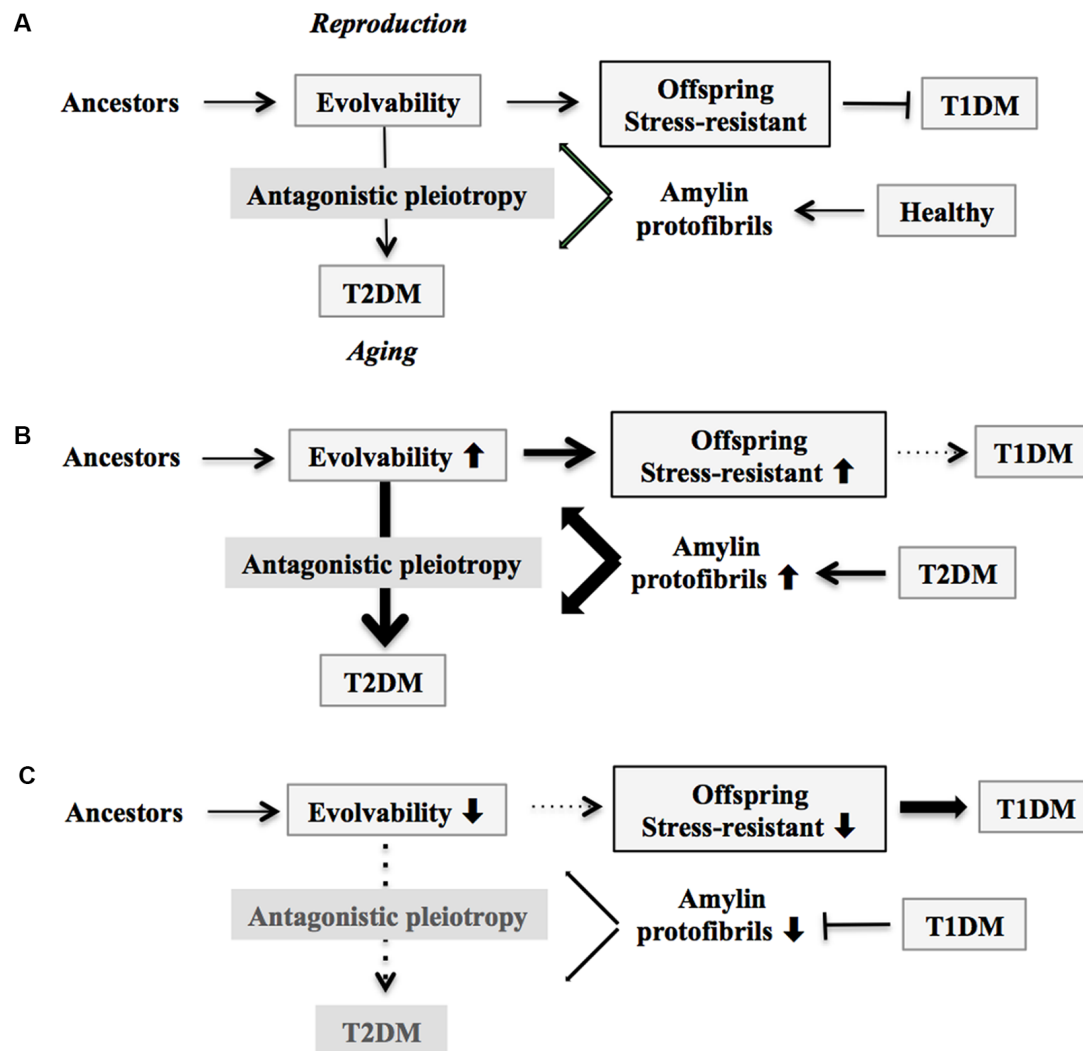 A
Reproduction
Ancestors
Evolvability
Offspring
Stress-resistant
T1DM
Antagonistic pleiotropy
Amylin
protofibrils
Healthy
T2DM
Aging
B
Ancestors
Evolvability
Offspring
Stress-resistant
T1DM
Antagonistic pleiotropy
Amylin
protofibrils
T2DM
T2DM
C
Ancestors
Evolvability
Offspring
Stress-resistant
T1DM
Antagonistic pleiotropy
Amylin
protofibrils
T1DM
T2DM